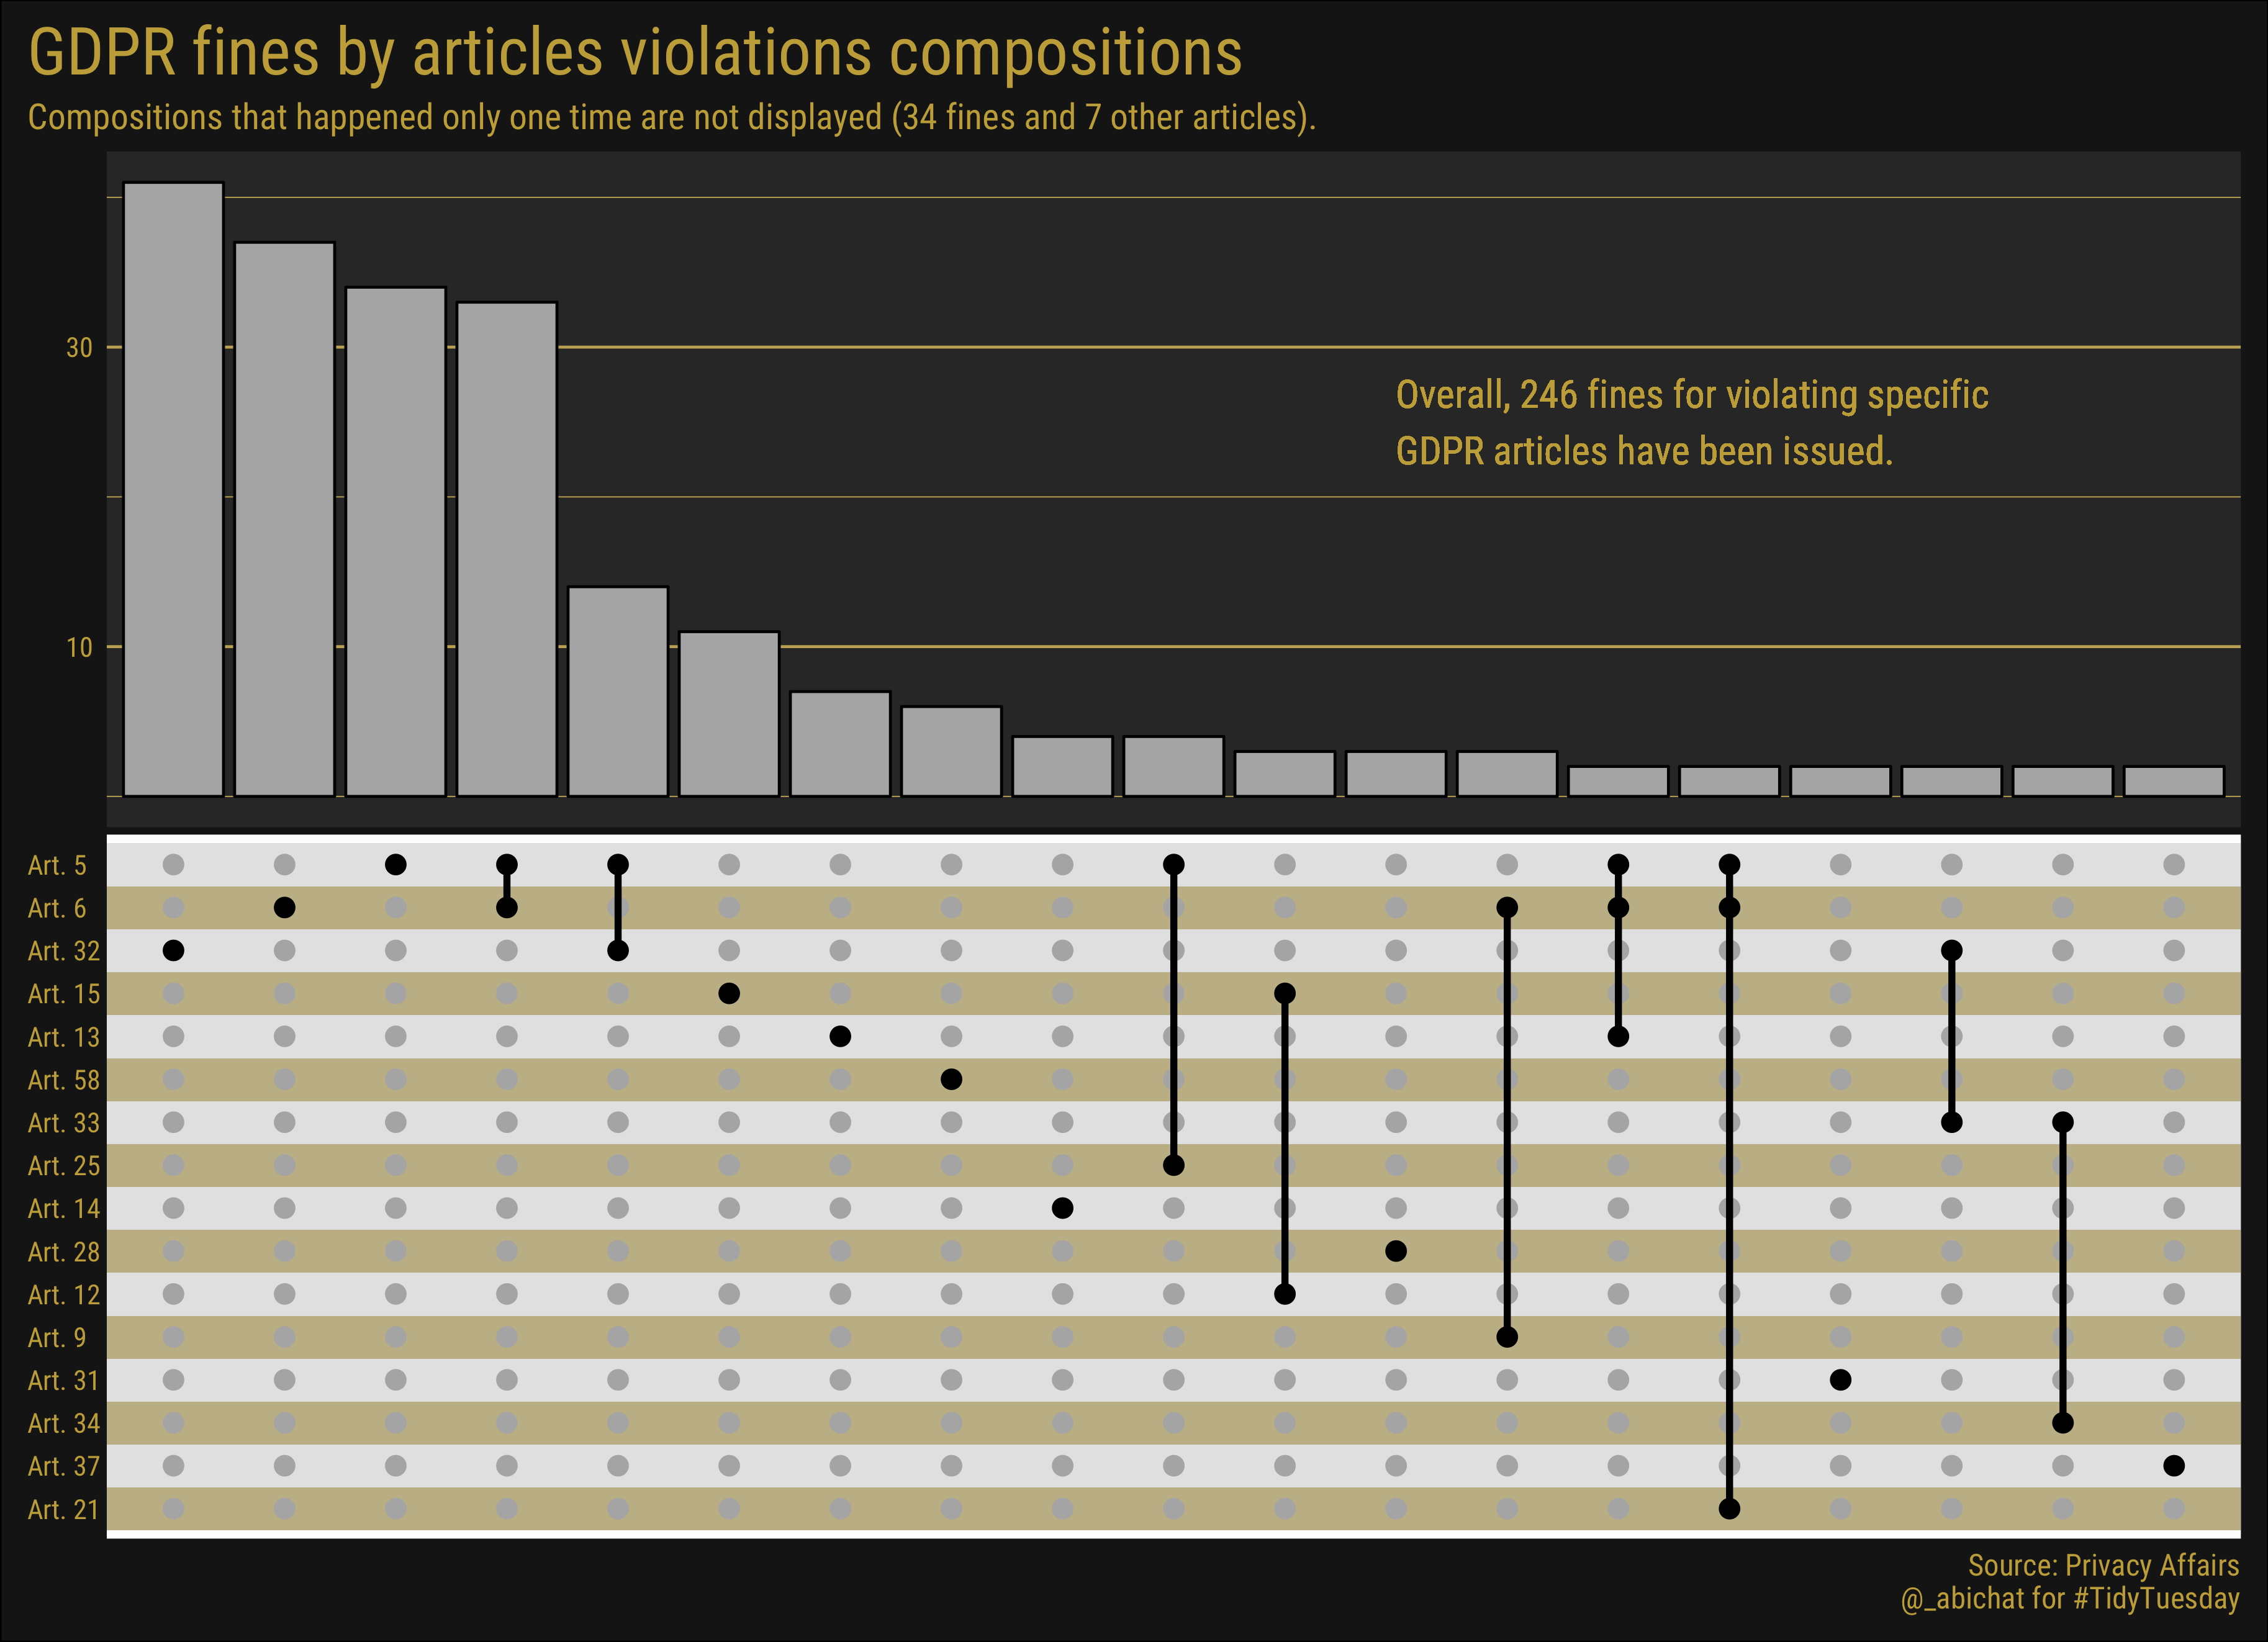 GDPR fines by articles violations compositions
Compositions that happened only one time are not displayed (34 fines and 7 other articles).
30
Overall, 246 fines for violating specific
GDPR articles have been issued.
10
Art. 5
Art. 6
Art. 32
Art. 15
Art. 13
Art. 58
Art. 33
Art. 25
Art. 14
Art. 28
Art. 12
Art. 9
Art. 31
Art. 34
Art. 37
Art. 21
Source: Privacy Affairs
@_abichat for #TidyTuesday